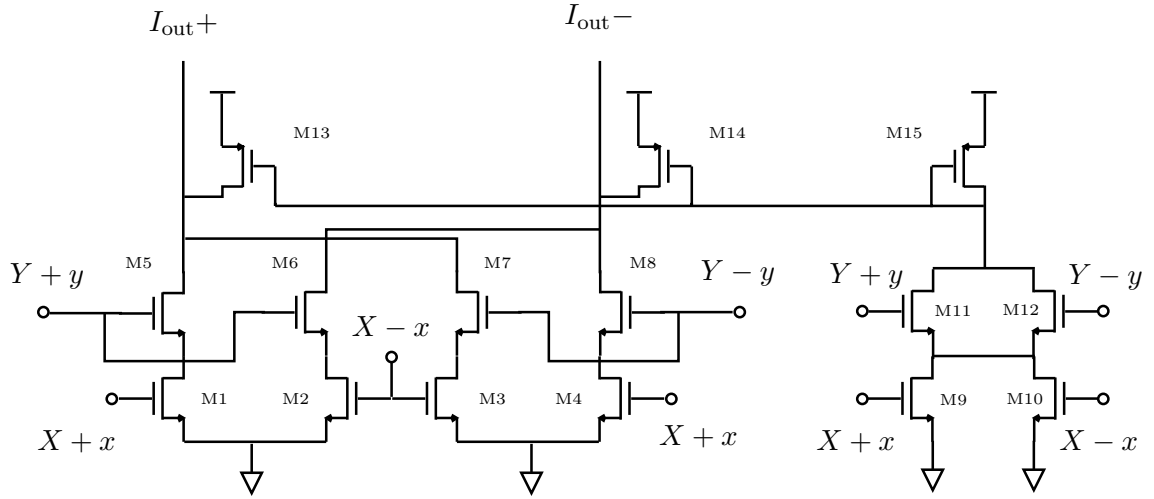 I_out+
I_out−
M13
M14
M15
M5
M6
M7
M8
Y + y
Y − y
Y + y
Y − y
X − x
M11
M12
M1
M2
M3
M4
M9
M10
X + x
X + x
X + x
X − x